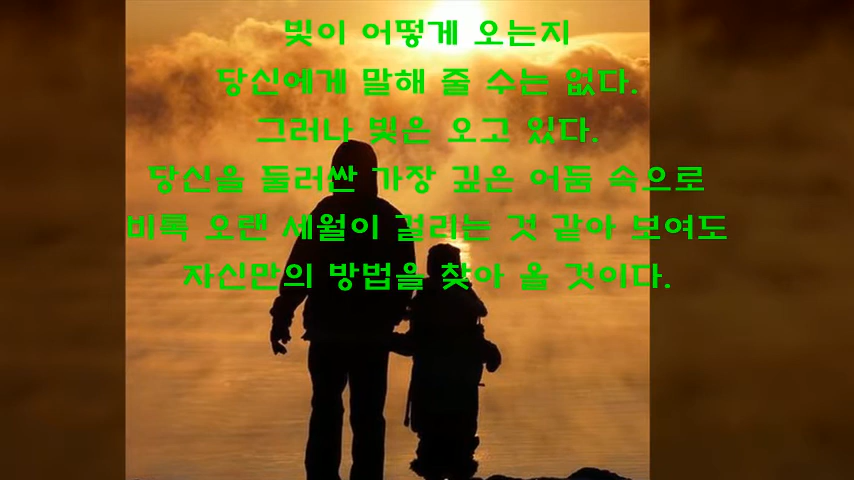 빛이 어떻게 오는지
당신에게 말해 줄 수는 없다.
그러나 빛은 오고 있다.
당신을 둘러싼 가장 깊은 어둠 속으로
비록 오랜 세월이 걸리는 것 같아 보여도
자신만의 방법을 찾아 올 것이다.